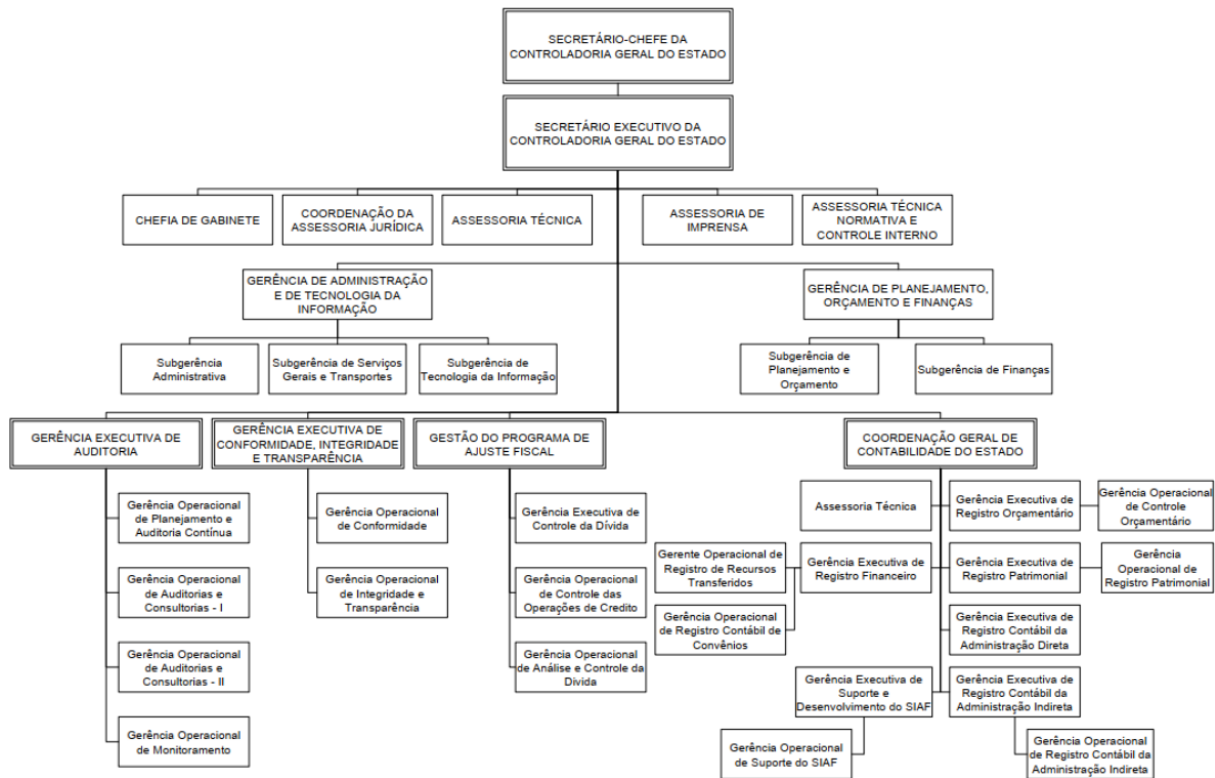 SECRETÁRIO-CHEFE DA
CONTROLADORIA GERAL DO ESTADO
SECRETÁRIO EXECUTIVO DA
CONTROLADORIA GERAL DO ESTADO
CHEFIA DE GABINETE
COORDENAÇÃO DA
ASSESSORIA JURÍDICA
ASSESSORIA TÉCNICA
ASSESSORIA DE
IMPRENSA
ASSESSORIA TÉCNICA
NORMATIVA E
CONTROLE INTERNO
GERÊNCIA DE ADMINISTRAÇÃO
E DE TECNOLOGIA DA
INFORMAÇÃO
GERÊNCIA DE PLANEJAMENTO,
ORÇAMENTO E FINANÇAS
Subgerência
Administrativa
Subgerência de Serviços
Gerais e Transportes
Subgerência de
Tecnologia da Informação
Subgerência de
Planejamento e
Orçamento
Subgerência de Finanças
GERÊNCIA EXECUTIVA DE
AUDITORIA
GERÊNCIA EXECUTIVA DE
CONFORMIDADE, INTEGRIDADE
E TRANSPARÊNCIA
GESTÃO DO PROGRAMA DE
AJUSTE FISCAL
COORDENAÇÃO GERAL DE
CONTABILIDADE DO ESTADO
Gerência Operacional
de Planejamento e
Auditoria Contínua
Gerência Operacional
de Auditorias e
Consultorias - I
Gerência Operacional
de Auditorias e
Consultorias - II
Gerência Operacional
de Monitoramento
Gerência Operacional
de Conformidade
Gerência Operacional
de Integridade e
Transparência
Gerência Executiva de
Controle da Dívida
Gerência Operacional
de Controle das
Operações de Credito
Gerência Operacional
de Análise e Controle da
Divida
Assessoria Técnica
Gerência Executiva de
Registro Orçamentário
Gerência Operacional
de Controle
Orçamentário
Gerente Operacional de
Registro de Recursos
Transferidos
Gerência Executiva de
Registro Financeiro
Gerência Executiva de
Registro Patrimonial
Gerência
Operacional de
Registro Patrimonial
Gerência Operacional
de Registro Contábil de
Convênios
Gerência Executiva de
Registro Contábil da
Administração Direta
Gerência Executiva de
Suporte e
Desenvolvimento do SIAF
Gerência Executiva de
Registro Contábil da
Administração Indireta
Gerência Operacional
de Suporte do SIAF
Gerência Operacional
de Registro Contábil da
Administração Indireta